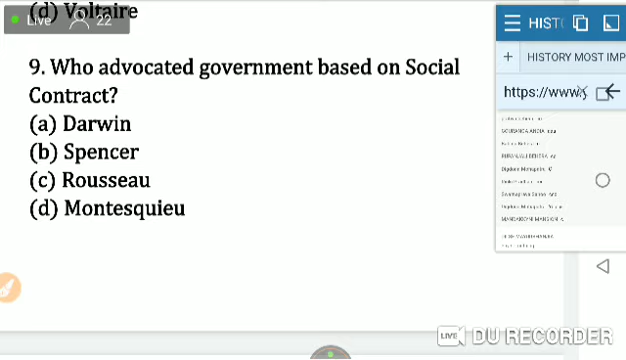 (d) Voltaire
Live 22
9. Who advocated government based on Social
Contract?
(a) Darwin
(b) Spencer
(c) Rousseau
(d) Montesquieu
HIST
+ HISTORY MOST IMP
https://www.y
LIVE DU RECORDER